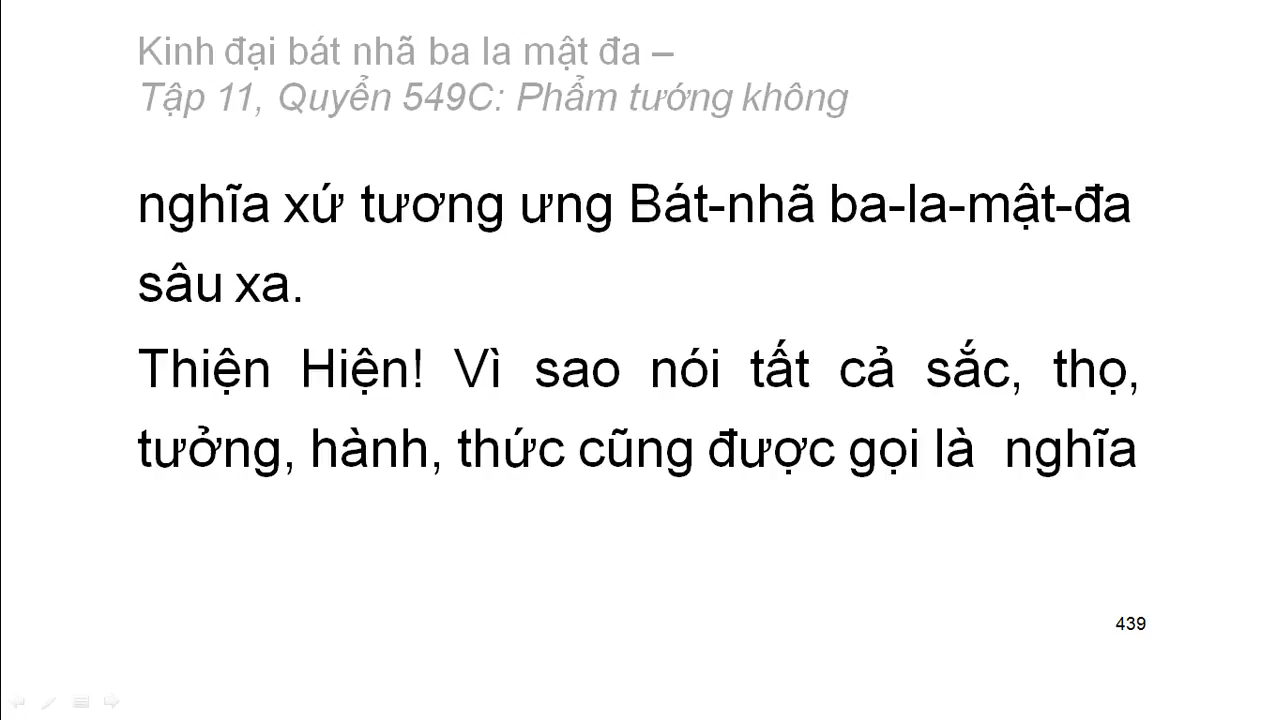 Kinh đại bát nhã ba la mật đa –
Tập 11, Quyển 549C: Phẩm tướng không
nghĩa xứ tương ưng Bát-nhã ba-la-mật-đa
sâu xa.
Thiện Hiện! Vì sao nói tất cả sắc, thọ,
tưởng, hành, thức cũng được gọi là nghĩa
439